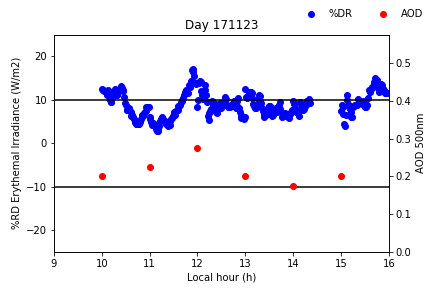 %DR AOD
Day 171123
%RD Erythemal Irradiance (W/m2)
20
10
0
−10
−20
0.5
0.4
0.3
0.2
0.1
0.0
AOD 500nm
9 10 11 12 13 14 15 16
Local hour (h)